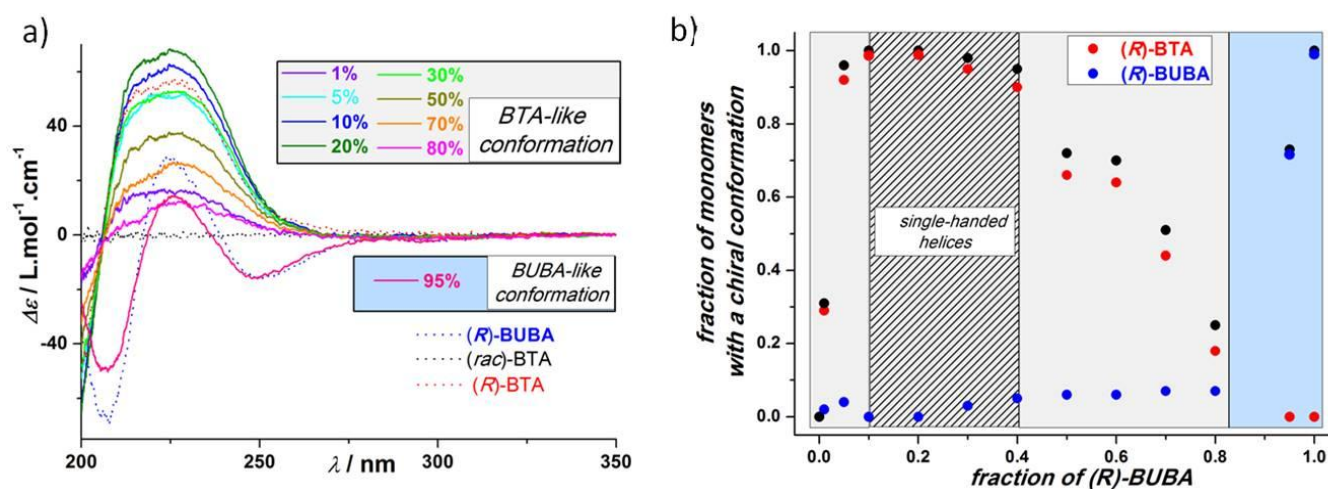 a)
Δε / L.mol⁻¹.cm⁻¹
40
0
-40
1% 30%
5% 50%
10% 70%
20% 80%
BTA-like
conformation
95%
BUBA-like
conformation
(R)-BUBA
(rac)-BTA
(R)-BTA
200 250 300 350
λ / nm
b)
fraction of monomers
with a chiral conformation
1.0
0.8
0.6
0.4
0.2
0.0
(R)-BTA
(R)-BUBA
single-handed
helices
0.0 0.2 0.4 0.6 0.8 1.0
fraction of (R)-BUBA